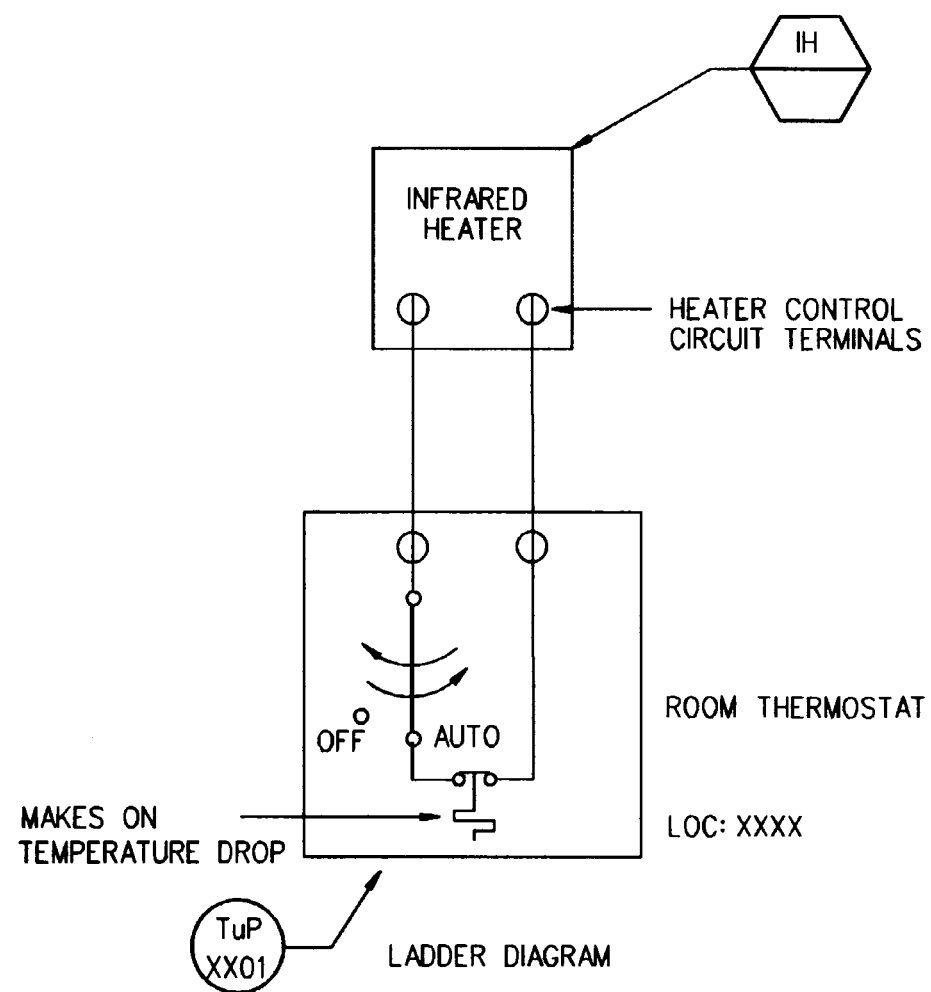 IH
INFRARED
HEATER
HEATER CONTROL
CIRCUIT TERMINALS
ROOM THERMOSTAT
OFF
AUTO
MAKES ON
TEMPERATURE DROP
LOC: XXXX
TuP
XX01
LADDER DIAGRAM